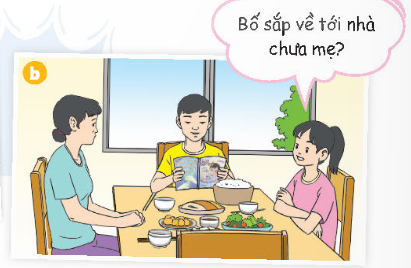 Bố sắp về tới nhà
chưa mẹ?
b